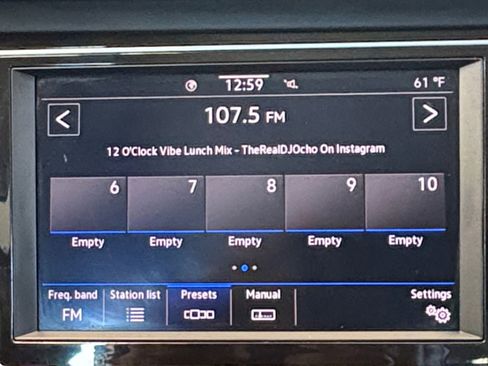 12:59 61 °F
107.5 FM
12 O'Clock Vibe Lunch Mix - TheRealDJOcho On Instagram
6 7 8 9 10
Empty Empty Empty Empty Empty
Freq. band Station list Presets Manual Settings
FM